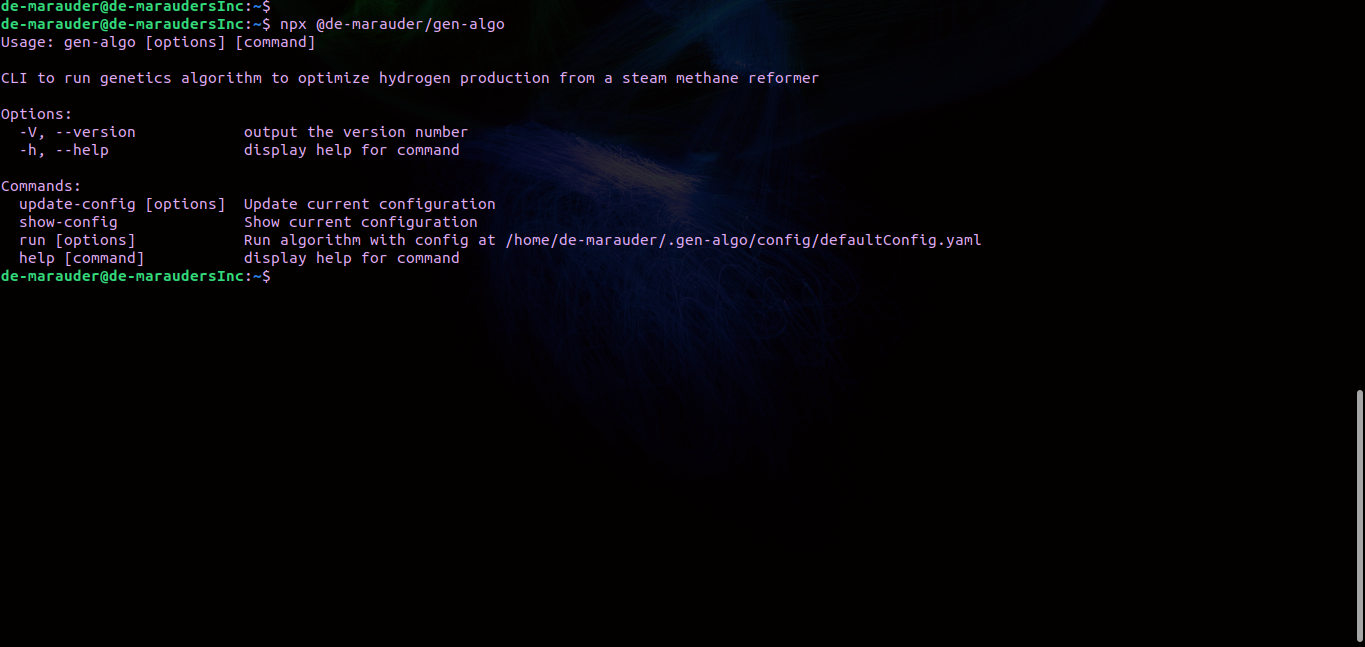 de-marauder@de-maraudersInc:~$
de-marauder@de-maraudersInc:~$ npx @de-marauder/gen-algo
Usage: gen-algo [options] [command]
CLI to run genetics algorithm to optimize hydrogen production from a steam methane reformer
Options:
  -V, --version            output the version number
  -h, --help               display help for command
Commands:
  update-config [options]  Update current configuration
  show-config              Show current configuration
  run [options]            Run algorithm with config at /home/de-marauder/.gen-algo/config/defaultConfig.yaml
  help [command]           display help for command
de-marauder@de-maraudersInc:~$